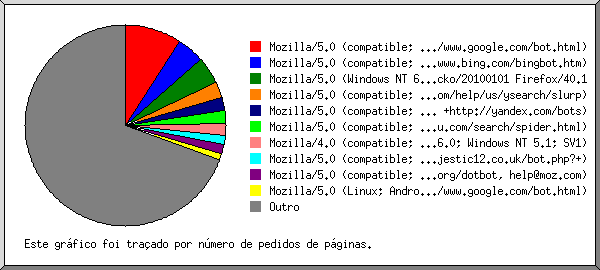 Mozilla/5.0 (compatible; .../www.google.com/bot.html)
Mozilla/5.0 (compatible; ...www.bing.com/bingbot.htm)
Mozilla/5.0 (Windows NT 6...cko/20100101 Firefox/40.1
Mozilla/5.0 (compatible; ...om/help/us/ysearch/slurp)
Mozilla/5.0 (compatible; ... +http://yandex.com/bots)
Mozilla/5.0 (compatible; ...u.com/search/spider.html)
Mozilla/4.0 (compatible; ...6.0; Windows NT 5.1; SV1)
Mozilla/5.0 (compatible; ...jestic12.co.uk/bot.php?+)
Mozilla/5.0 (compatible; ...org/dotbot, help@moz.com)
Mozilla/5.0 (Linux; Andro.../www.google.com/bot.html)
Outro
Este gráfico foi traçado por número de pedidos de páginas.